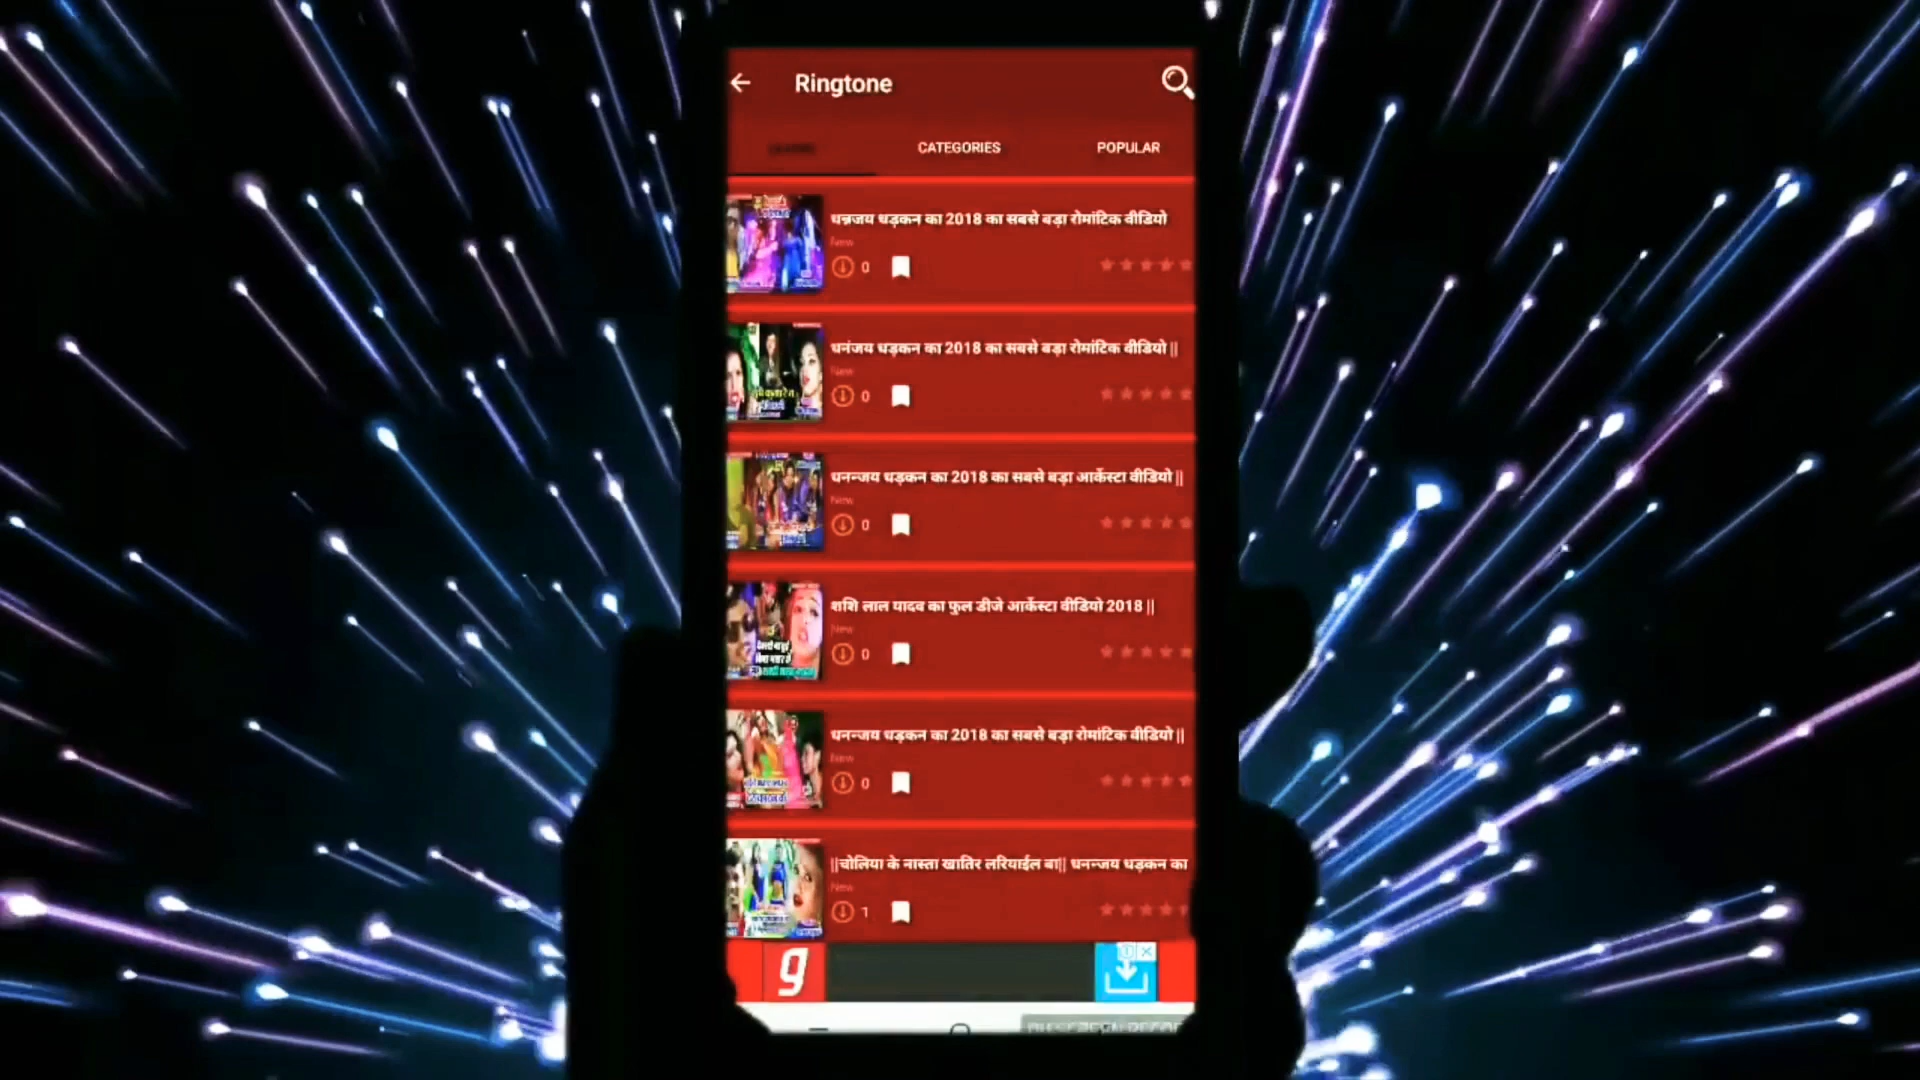 Ringtone
CATEGORIES
POPULAR
धन्नजय धड़कन का 2018 का सबसे बड़ा रोमांटिक वीडियो
New
0
धनंजय धड़कन का 2018 का सबसे बड़ा रोमांटिक वीडियो ||
New
0
धनन्जय धड़कन का 2018 का सबसे बड़ा आर्केस्टा वीडियो ||
New
0
शशि लाल यादव का फुल डीजे आर्केस्टा वीडियो 2018 ||
New
0
धनन्जय धड़कन का 2018 का सबसे बड़ा रोमांटिक वीडियो ||
New
0
||चोलिया के नास्ता खातिर लरियाईल बा|| धनन्जय धड़कन का
New
1
g